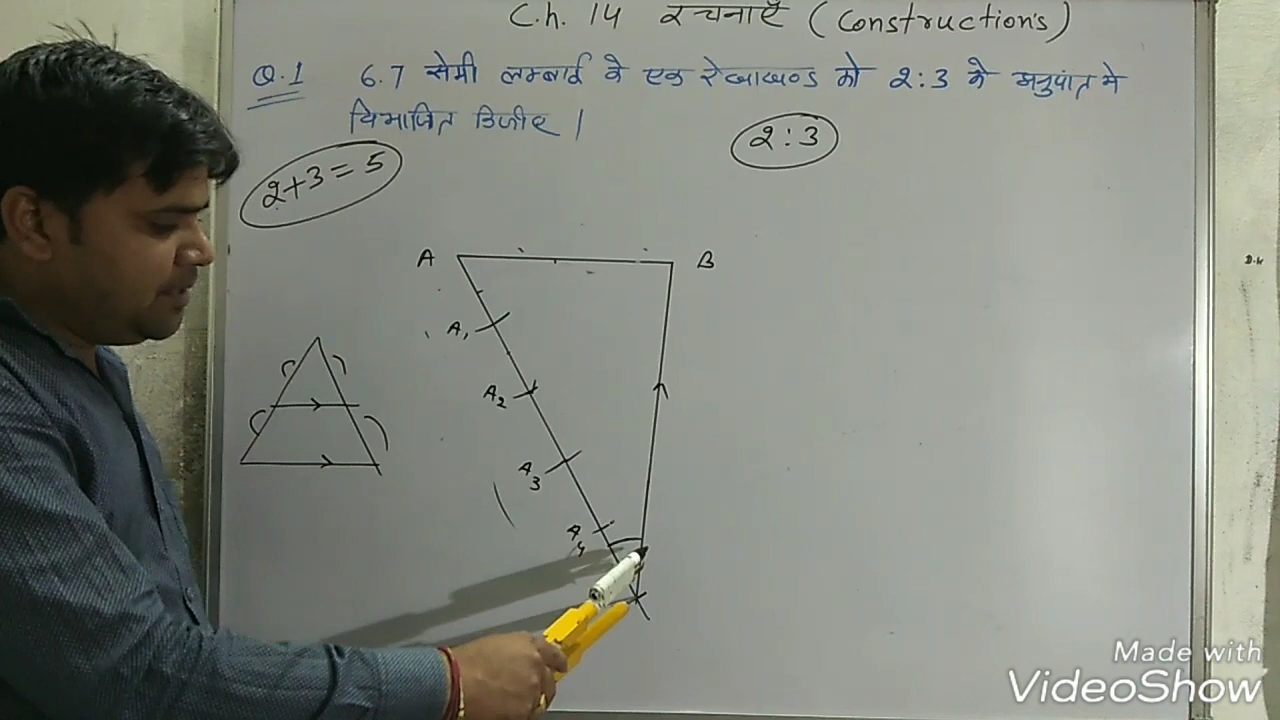 Ch. 14 रचनाएँ (Constructions)
Q.1 6.7 सेमी लम्बाई के एक रेखाखण्ड को 2:3 के अनुपात मे
विभाजित कीजीए |
2:3
2+3=5
A B
A1
A2
A3
A4
Made with
VideoShow